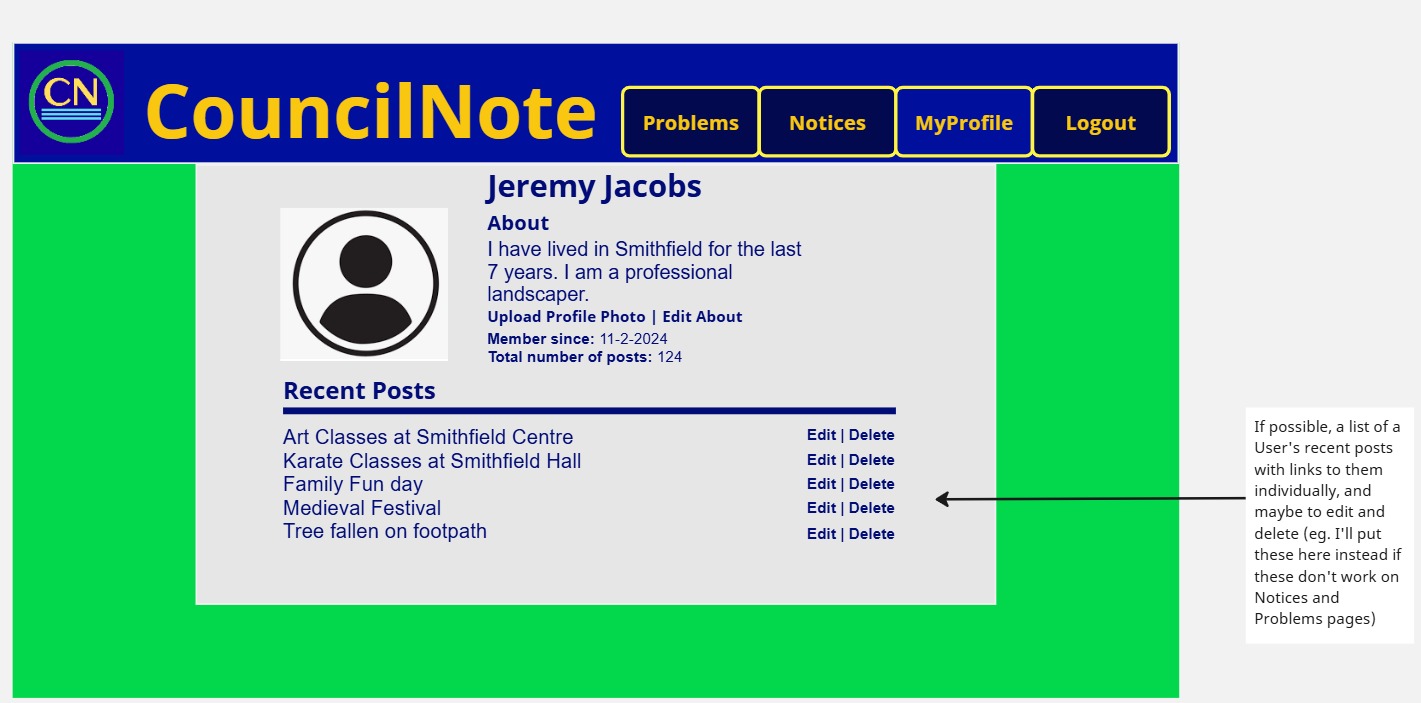 CN
CouncilNote
Problems
Notices
MyProfile
Logout
Jeremy Jacobs
About
I have lived in Smithfield for the last
7 years. I am a professional
landscaper.
Upload Profile Photo | Edit About
Member since: 11-2-2024
Total number of posts: 124
Recent Posts
Art Classes at Smithfield Centre Edit | Delete
Karate Classes at Smithfield Hall Edit | Delete
Family Fun day Edit | Delete
Medieval Festival Edit | Delete
Tree fallen on footpath Edit | Delete
If possible, a list of a
User's recent posts
with links to them
individually, and
maybe to edit and
delete (eg. I'll put
these here instead if
these don't work on
Notices and
Problems pages)